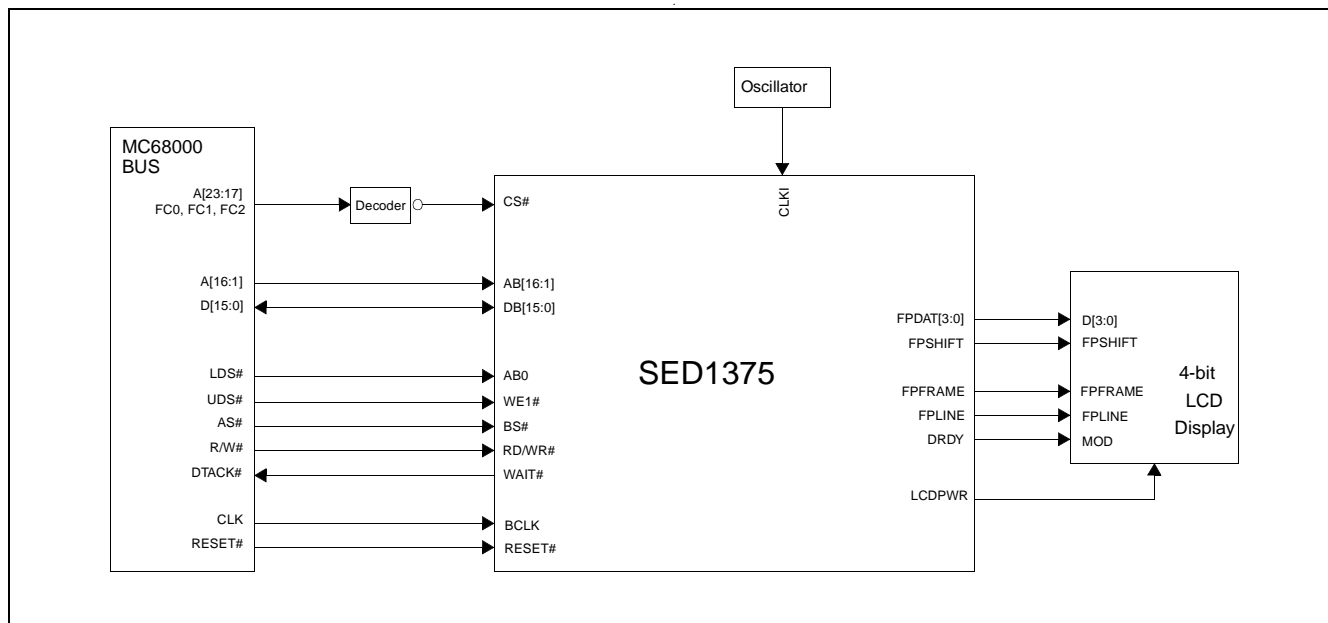 Oscillator
MC68000
BUS
A[23:17]
FC0, FC1, FC2
Decoder
CS#
CLKI
A[16:1]
AB[16:1]
D[15:0]
DB[15:0]
FPDAT[3:0]
D[3:0]
FPSHIFT
FPSHIFT
SED1375
4-bit
LCD
Display
LDS#
AB0
UDS#
WE1#
FPFRAME
FPFRAME
AS#
BS#
FPLINE
FPLINE
R/W#
RD/WR#
DRDY
MOD
DTACK#
WAIT#
LCDPWR
CLK
BCLK
RESET#
RESET#